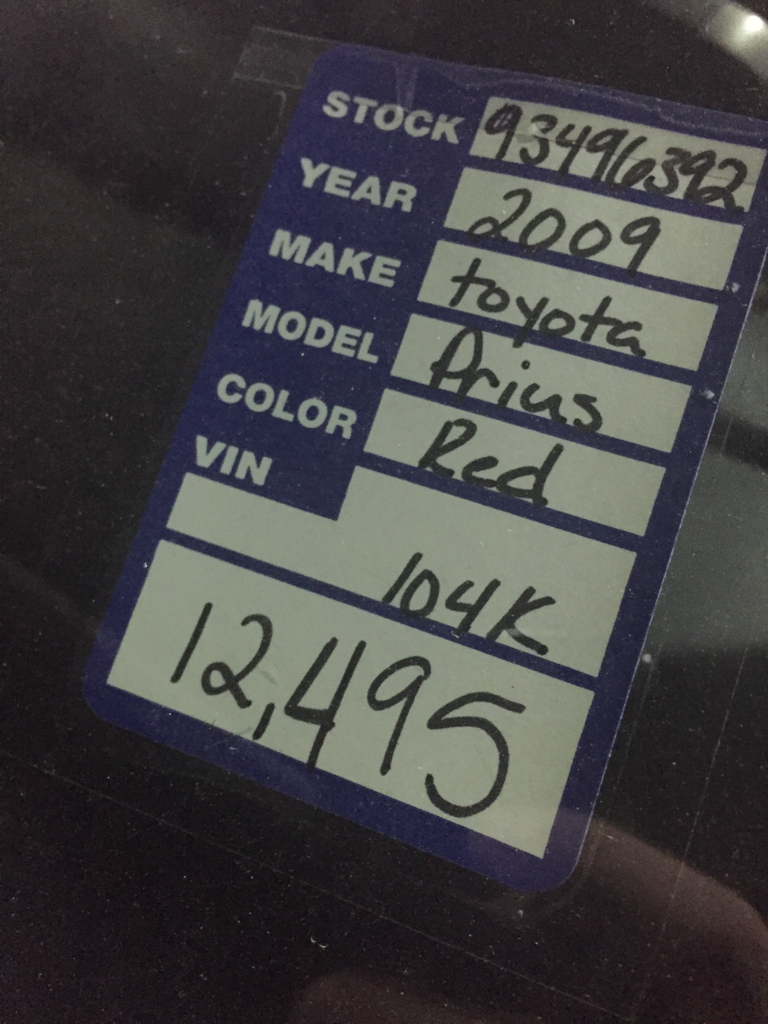 STOCK 93496392
YEAR 2009
MAKE toyota
MODEL Prius
COLOR Red
VIN
104K
12,495